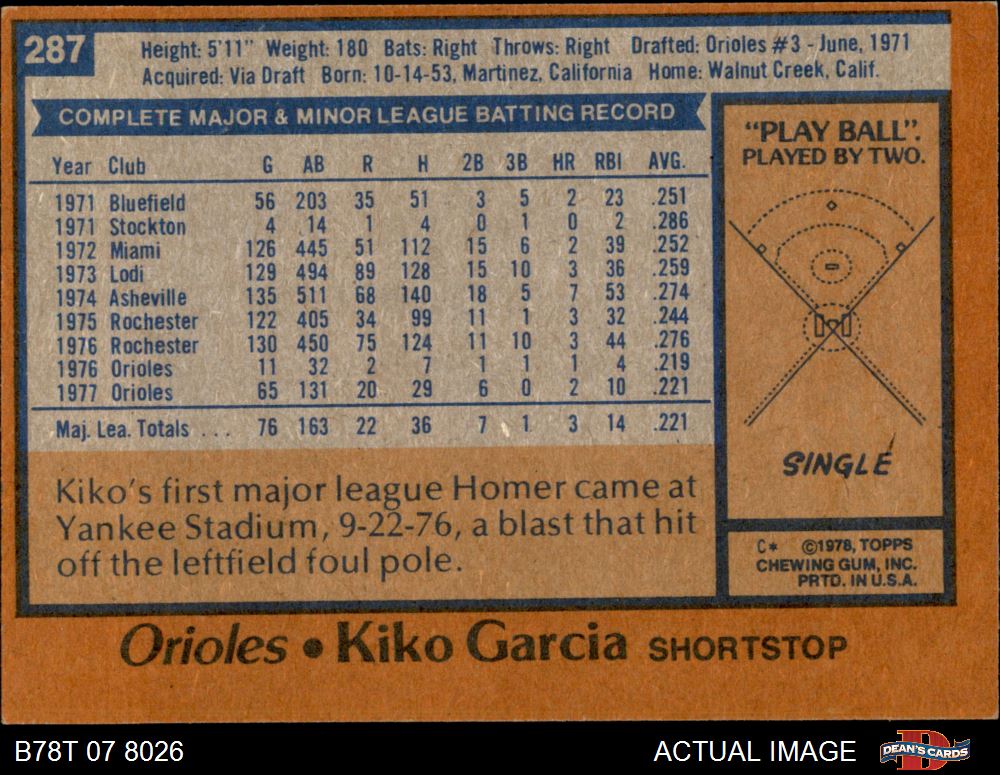 287
Height: 5'11" Weight: 180 Bats: Right Throws: Right Drafted: Orioles #3 - June, 1971
Acquired: Via Draft Born: 10-14-53, Martinez, California Home: Walnut Creek, Calif.
COMPLETE MAJOR & MINOR LEAGUE BATTING RECORD
Year Club G AB R H 2B 3B HR RBI AVG.
1971 Bluefield 56 203 35 51 3 5 2 23 .251
1971 Stockton 4 14 1 4 0 1 0 2 .286
1972 Miami 126 445 51 112 15 6 2 39 .252
1973 Lodi 129 494 89 128 15 10 3 36 .259
1974 Asheville 135 511 68 140 18 5 7 53 .274
1975 Rochester 122 405 34 99 11 1 3 32 .244
1976 Rochester 130 450 75 124 11 10 3 44 .276
1976 Orioles 11 32 2 7 1 1 1 4 .219
1977 Orioles 65 131 20 29 6 0 2 10 .221
Maj. Lea. Totals ... 76 163 22 36 7 1 3 14 .221
Kiko's first major league Homer came at
Yankee Stadium, 9-22-76, a blast that hit
off the leftfield foul pole.
"PLAY BALL".
PLAYED BY TWO.
SINGLE
C* ©1978, TOPPS
CHEWING GUM, INC.
PRTD. IN U.S.A.
Orioles • Kiko Garcia SHORTSTOP
B78T 07 8026
ACTUAL IMAGE
D
DEAN'S CARDS